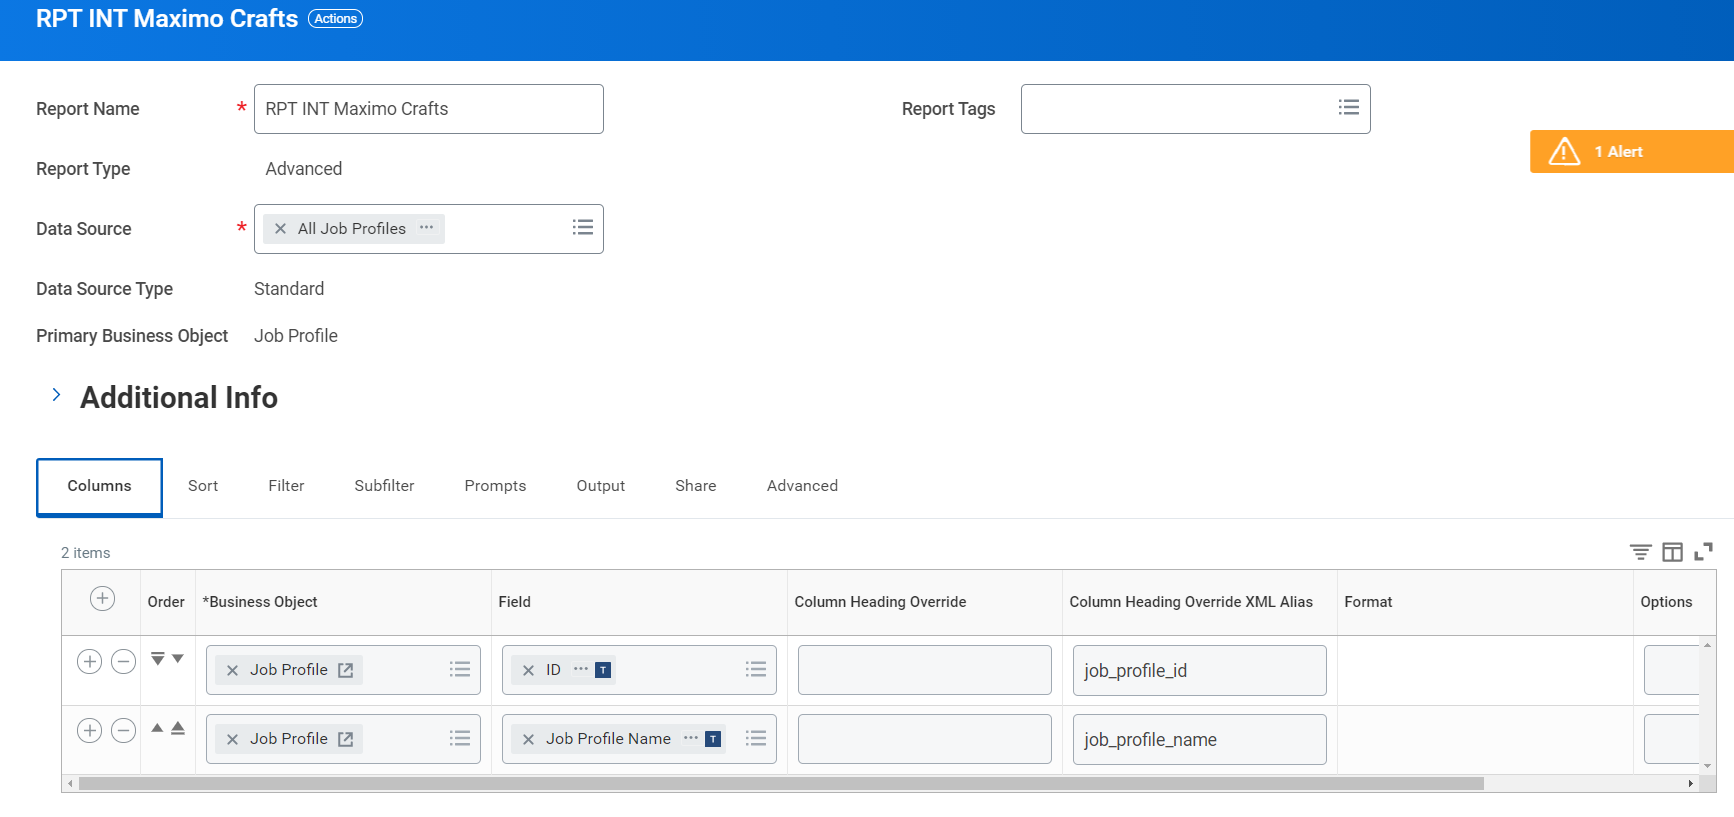 RPT INT Maximo Crafts Actions
Report Name * RPT INT Maximo Crafts
Report Tags
1 Alert
Report Type Advanced
Data Source * All Job Profiles
Data Source Type Standard
Primary Business Object Job Profile
Additional Info
Columns Sort Filter Subfilter Prompts Output Share Advanced
2 items
Order *Business Object Field Column Heading Override Column Heading Override XML Alias Format Options
Job Profile ID T job_profile_id
Job Profile Job Profile Name T job_profile_name